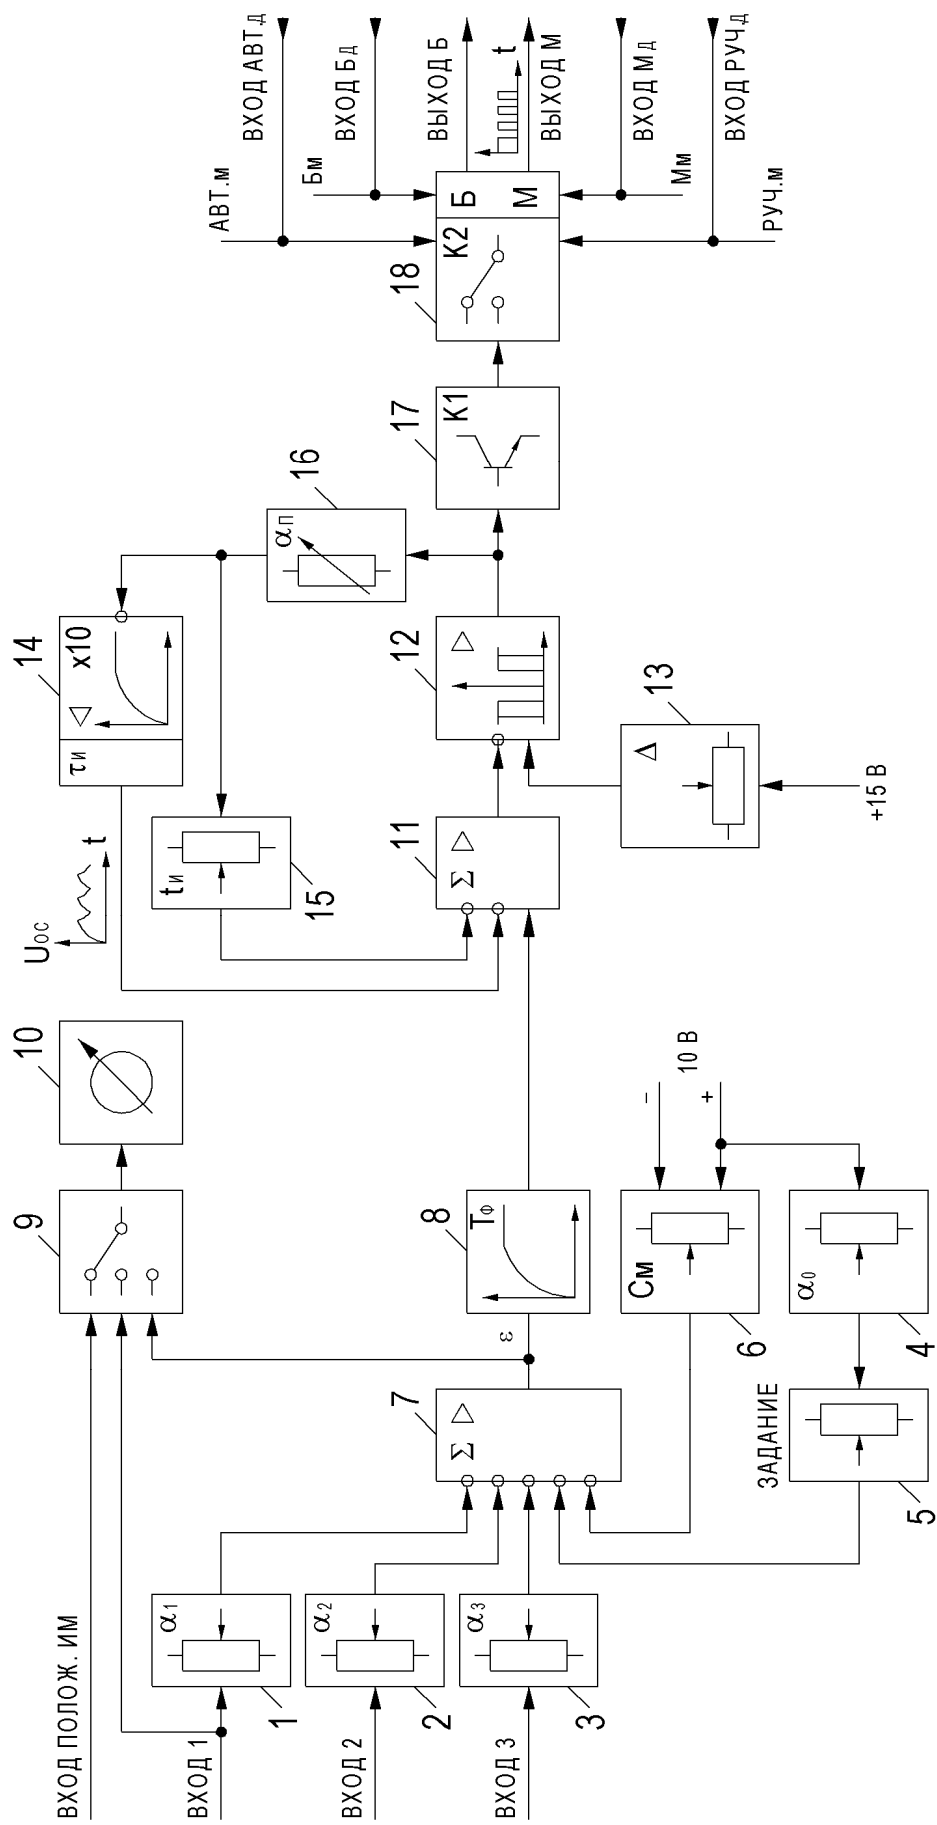 ВХОД ПОЛОЖ. ИМ
ВХОД 1
ВХОД 2
ВХОД 3
α1
1
α2
2
α3
3
9
10
7
Σ ▷
ε
8
Тф
См
6
− 10 В
+
α0
4
ЗАДАНИЕ
5
Uос
t
τи
▷
x10
14
tи
15
11
Σ ▷
12
▷
13
Δ
+15 В
16
αп
17
К1
18
К2
Б
М
АВТ.м
ВХОД АВТ.д
Бм
ВХОД Бд
ВЫХОД Б
t
ВЫХОД М
ВХОД Мд
Мм
ВХОД РУЧ.д
РУЧ.м